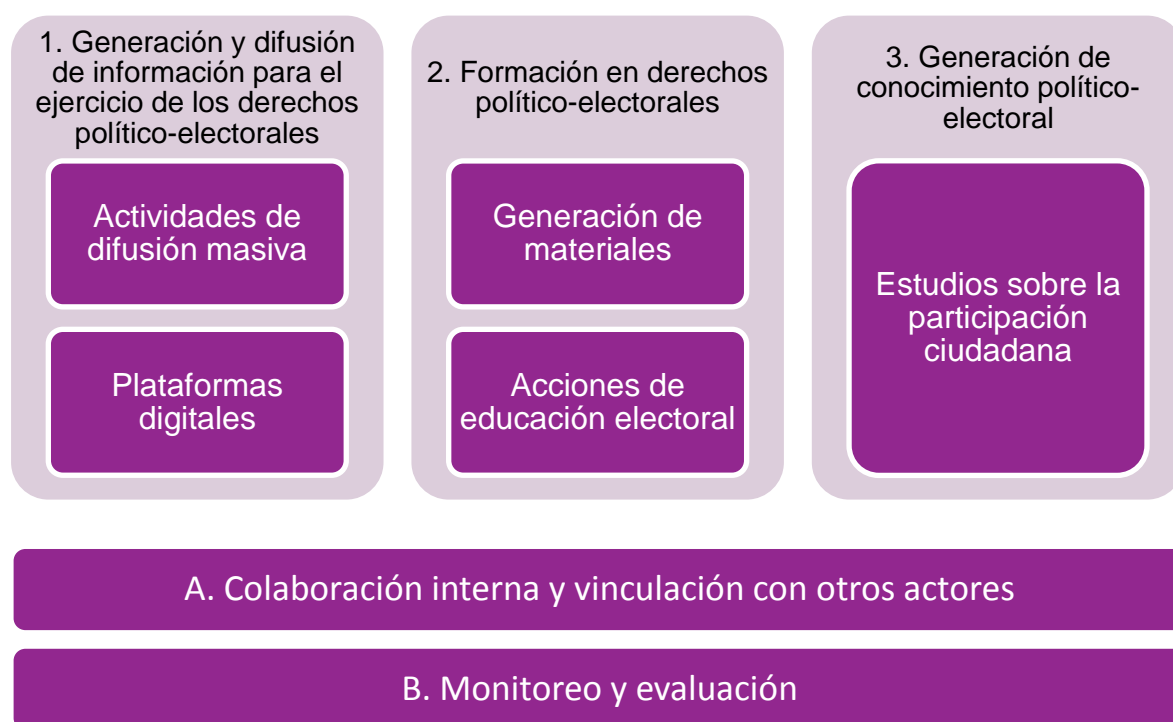 1. Generación y difusión
de información para el
ejercicio de los derechos
político-electorales
Actividades de
difusión masiva
Plataformas
digitales
2. Formación en derechos
político-electorales
Generación de
materiales
Acciones de
educación electoral
3. Generación de
conocimiento político-
electoral
Estudios sobre la
participación
ciudadana
A. Colaboración interna y vinculación con otros actores
B. Monitoreo y evaluación